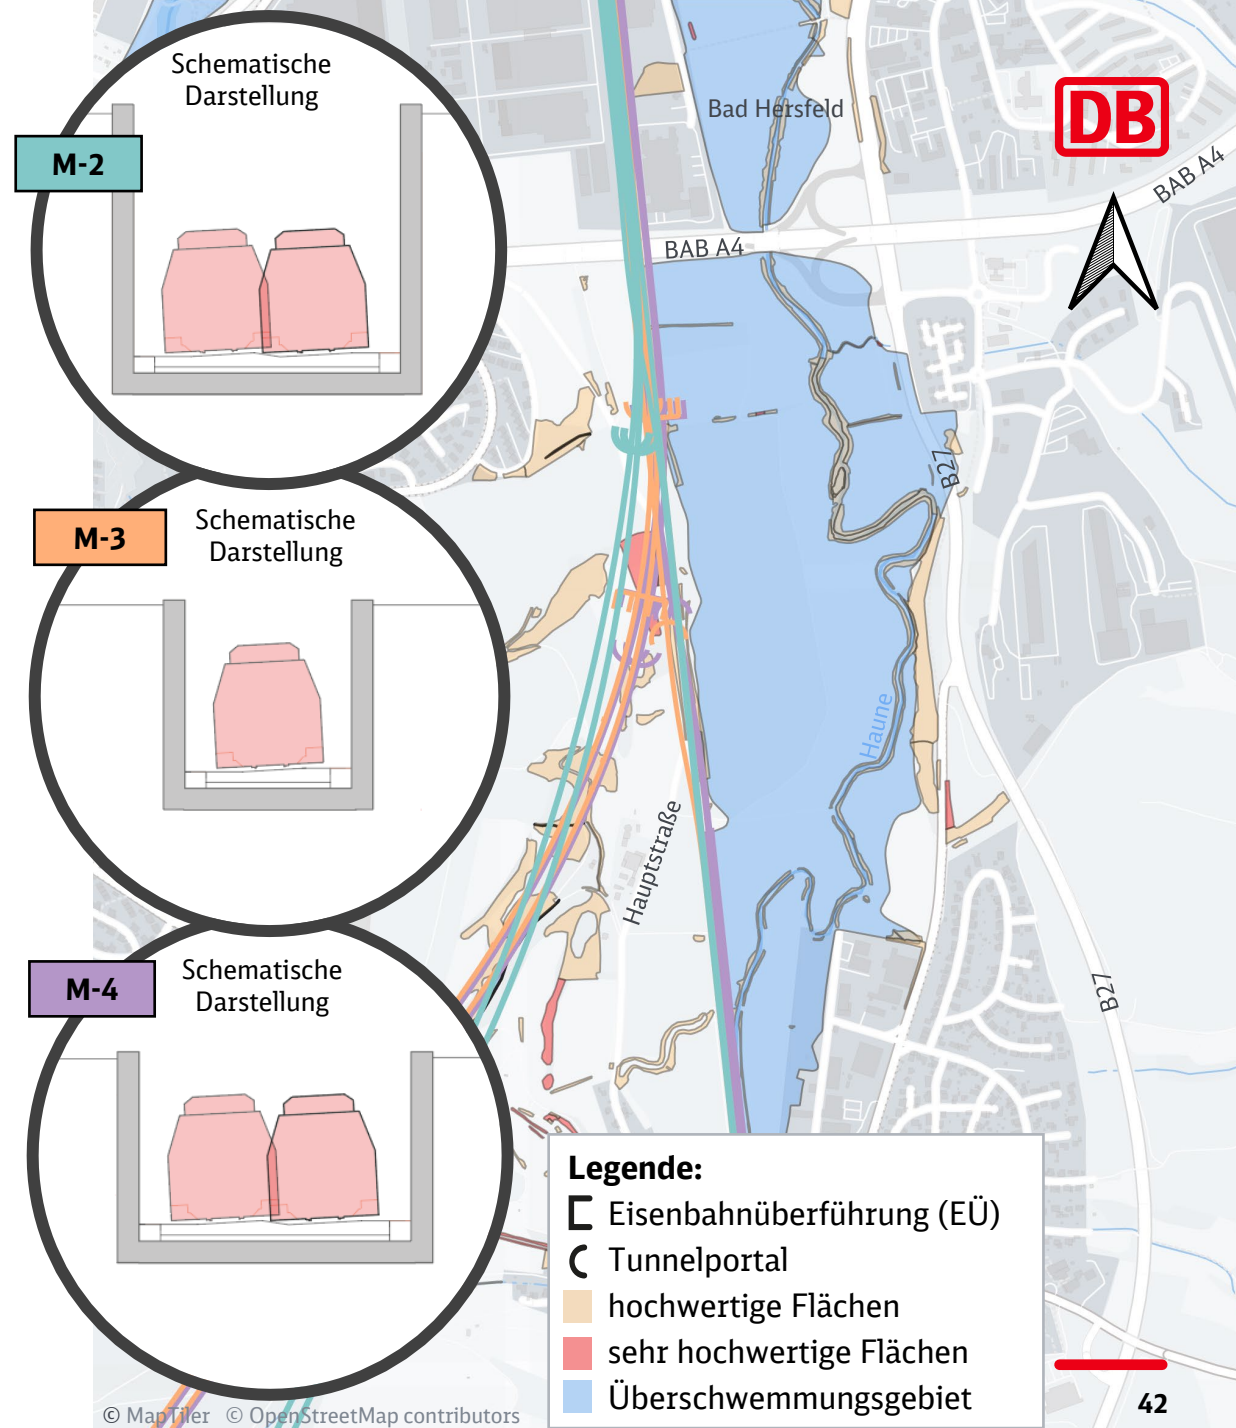 Schematische
Darstellung
M-2
Bad Hersfeld
DB
BAB A4
BAB A4
B27
M-3
Schematische
Darstellung
Haune
Hauptstraße
M-4
Schematische
Darstellung
B27
Legende:
Eisenbahnüberführung (EÜ)
Tunnelportal
hochwertige Flächen
sehr hochwertige Flächen
Überschwemmungsgebiet
© MapTiler © OpenStreetMap contributors
42